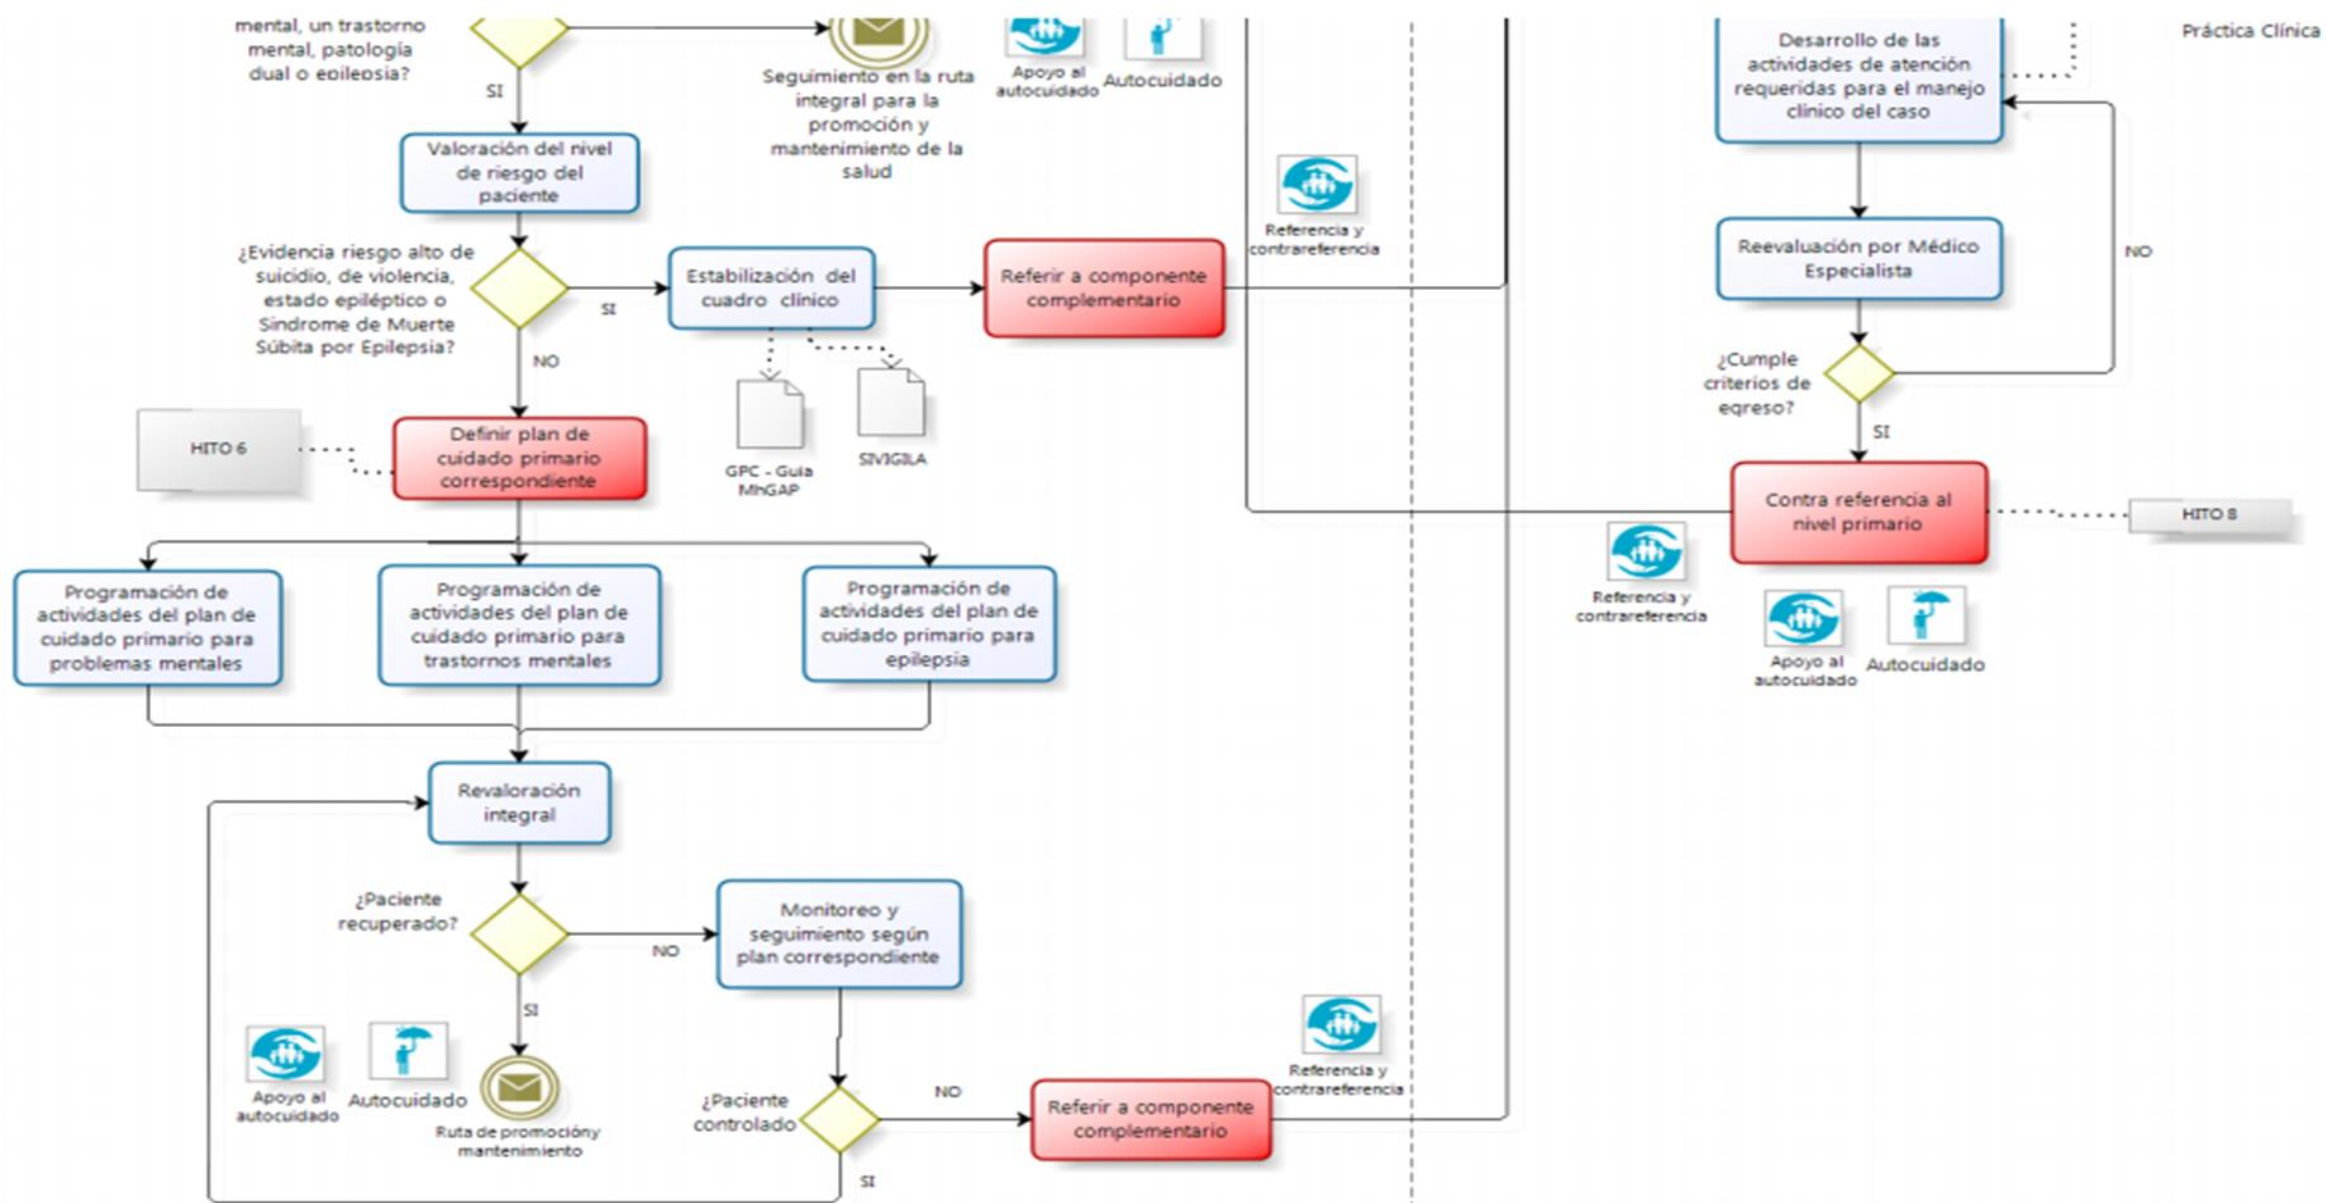 mental, un trastorno
mental, patología
dual o epilepsia?
SI
Seguimiento en la ruta
integral para la
promoción y
mantenimiento de la
salud
Apoyo al
autocuidado
Autocuidado
Valoración del nivel
de riesgo del
paciente
¿Evidencia riesgo alto de
suicidio, de violencia,
estado epiléptico o
Sindrome de Muerte
Súbita por Epilepsia?
SI
NO
Estabilización del
cuadro clínico
Referir a componente
complementario
Referencia y
contrareferencia
GPC - Guia
MhGAP
SIVIGILA
HITO 6
Definir plan de
cuidado primario
correspondiente
Programación de
actividades del plan de
cuidado primario para
problemas mentales
Programación de
actividades del plan de
cuidado primario para
trastornos mentales
Programación de
actividades del plan de
cuidado primario para
epilepsia
Revaloración
integral
¿Paciente
recuperado?
NO
SI
Monitoreo y
seguimiento según
plan correspondiente
Apoyo al
autocuidado
Autocuidado
Ruta de promocióny
mantenimiento
¿Paciente
controlado
NO
SI
Referir a componente
complementario
Referencia y
contrareferencia
Práctica Clínica
Desarrollo de las
actividades de atención
requeridas para el manejo
clínico del caso
Reevaluación por Médico
Especialista
NO
¿Cumple
criterios de
egreso?
SI
Contra referencia al
nivel primario
HITO 8
Referencia y
contrareferencia
Apoyo al
autocuidado
Autocuidado